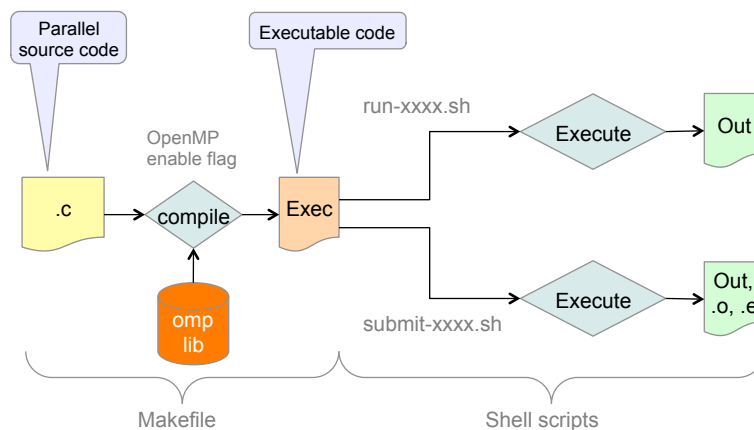 Parallel
source code
Executable code
run-xxxx.sh
OpenMP
enable flag
Execute
Out
.c
compile
Exec
omp
lib
submit-xxxx.sh
Execute
Out,
.o, .e
Makefile
Shell scripts